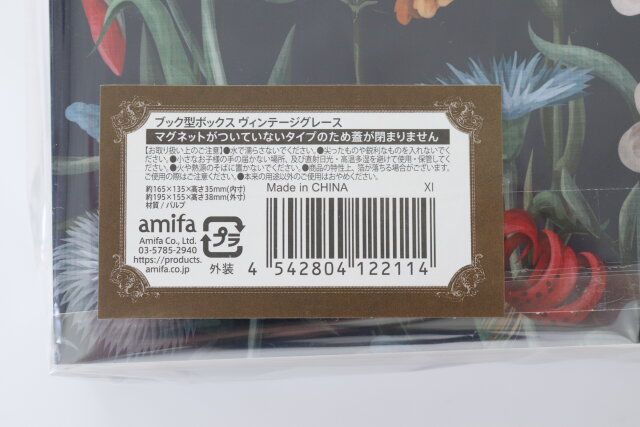 ブック型ボックス ヴィンテージグレース
マグネットがついていないタイプのため蓋が閉まりません
【お取り扱い上のご注意】●水で濡らさないでください。●尖ったものや鋭利なものを入れないでく
ださい。●小さなお子様の手の届かない場所、及び直射日光・高温多湿を避けて使用・保管してく
ださい。●火や熱源のそばに置かないでください。●商品の特性上、箔が落ちる場合がございます。
ご使用の際はご注意ください。●本来の用途以外のご使用はおやめください。
約165×135×高さ35mm(内寸)
約195×155×高さ38mm(外寸)
材質/パルプ
Made in CHINA XI
amifa
Amifa Co., Ltd.
03-5785-2940
https://products.
amifa.co.jp
プラ
外装
4 542804 122114